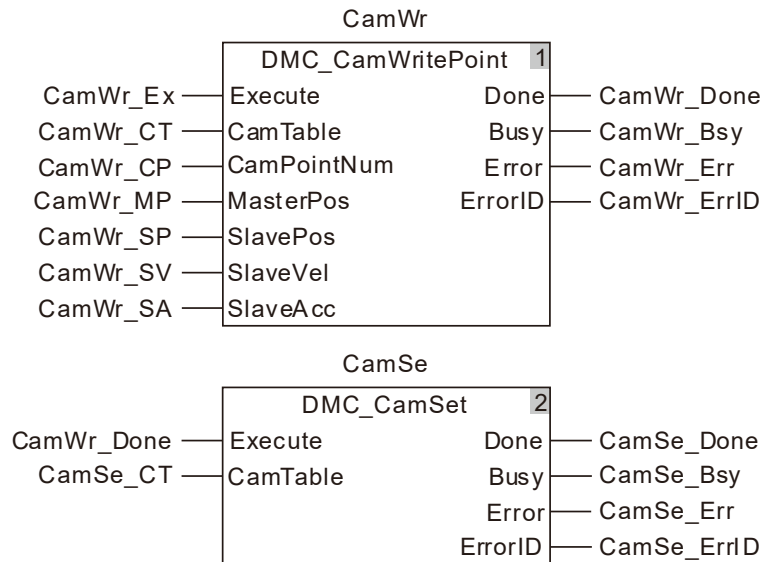 CamWr
DMC_CamWritePoint 1
CamWr_Ex Execute Done CamWr_Done
CamWr_CT CamTable Busy CamWr_Bsy
CamWr_CP CamPointNum Error CamWr_Err
CamWr_MP MasterPos ErrorID CamWr_ErrID
CamWr_SP SlavePos
CamWr_SV SlaveVel
CamWr_SA SlaveAcc
CamSe
DMC_CamSet 2
CamWr_Done Execute Done CamSe_Done
CamSe_CT CamTable Busy CamSe_Bsy
Error CamSe_Err
ErrorID CamSe_ErrID